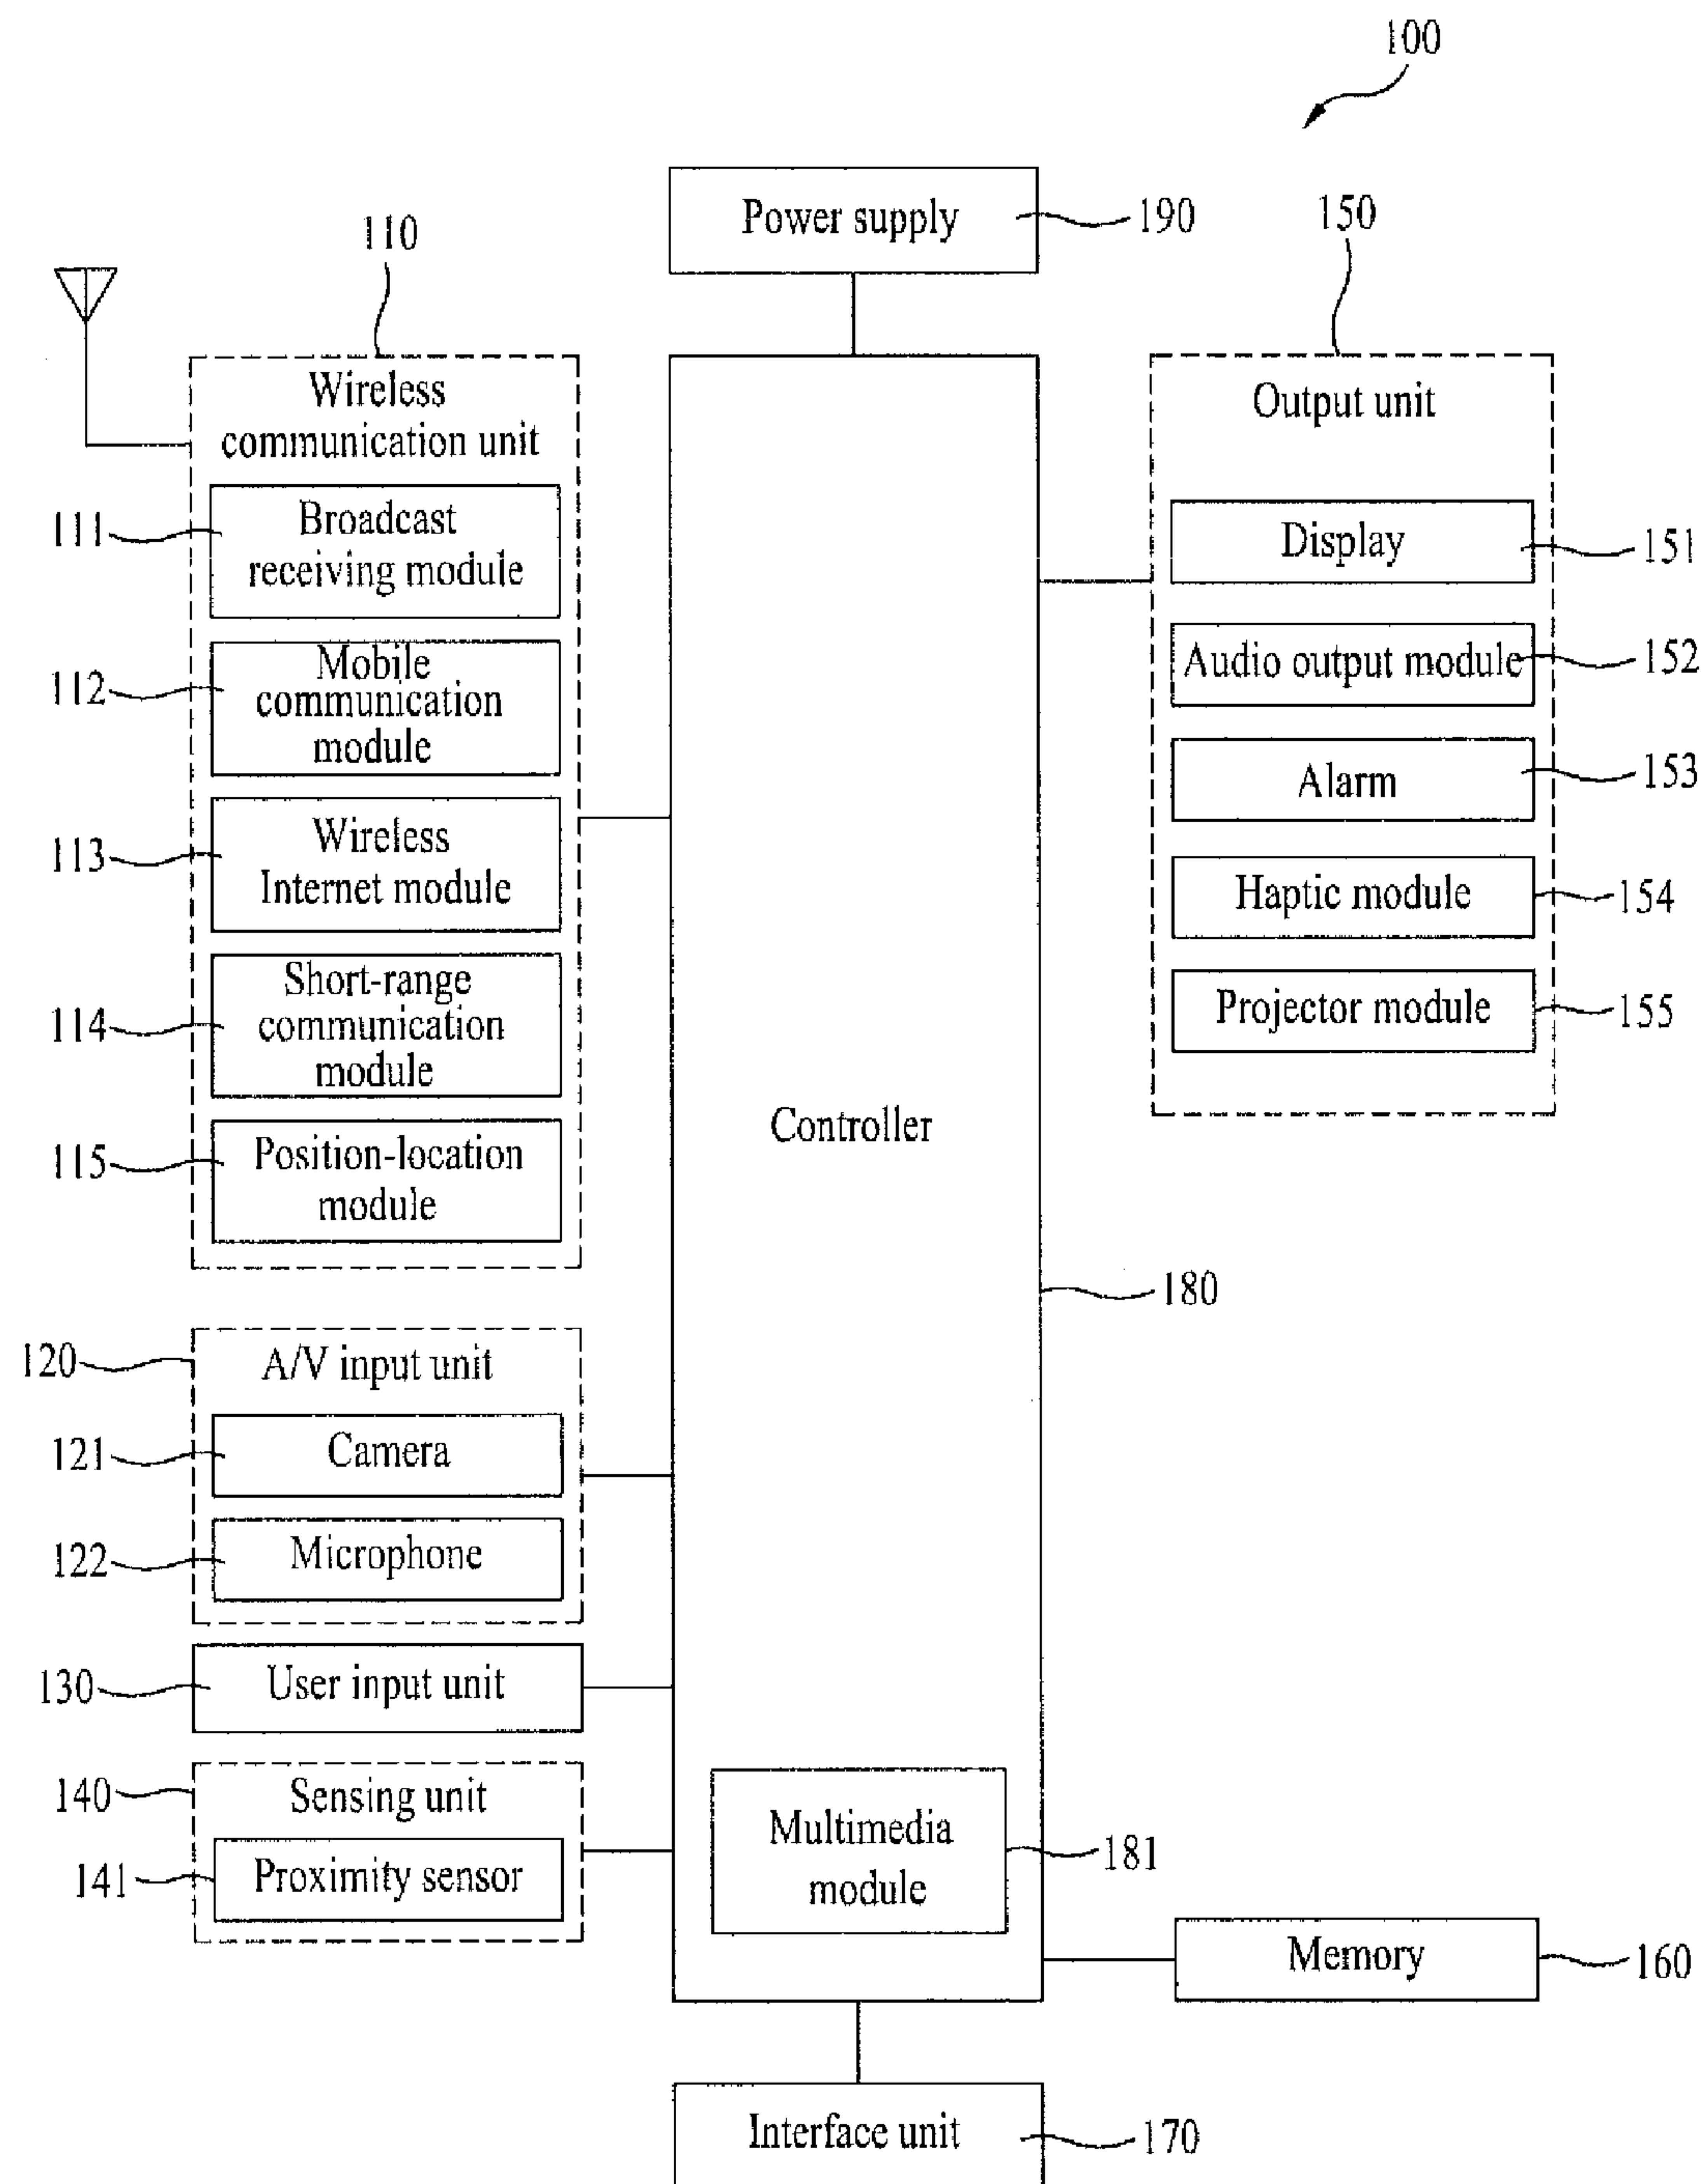 100
Power supply
190
110
Wireless
communication unit
111
Broadcast
receiving module
112
Mobile
communication
module
113
Wireless
Internet module
114
Short-range
communication
module
115
Position-location
module
120
A/V input unit
121
Camera
122
Microphone
130
User input unit
140
Sensing unit
141
Proximity sensor
Controller
180
Multimedia
module
181
150
Output unit
Display
151
Audio output module
152
Alarm
153
Haptic module
154
Projector module
155
Memory
160
Interface unit
170